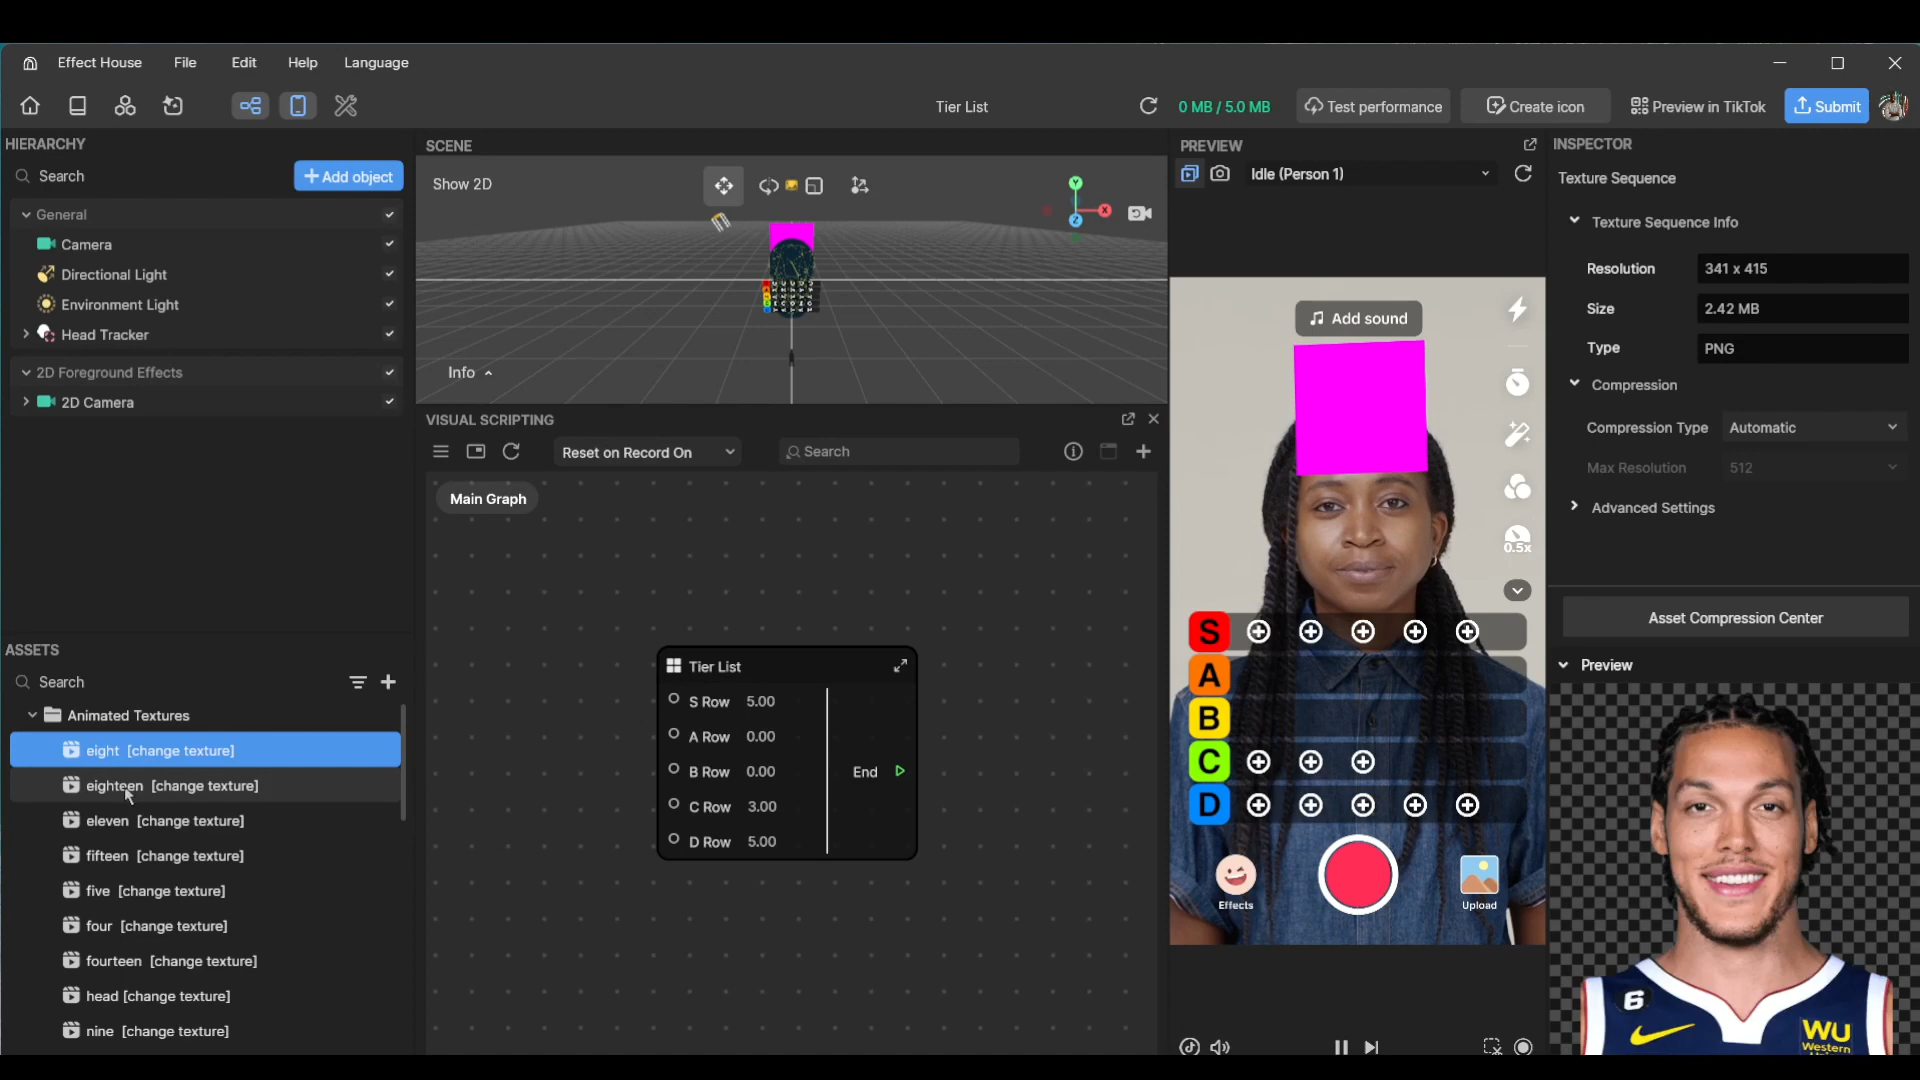 Effect House File Edit Help Language
Tier List
0 MB / 5.0 MB
Test performance
Create icon
Preview in TikTok
Submit
HIERARCHY
Search
Add object
General
Camera
Directional Light
Environment Light
Head Tracker
2D Foreground Effects
2D Camera
ASSETS
Search
Animated Textures
eight [change texture]
eighteen [change texture]
eleven [change texture]
fifteen [change texture]
five [change texture]
four [change texture]
fourteen [change texture]
head [change texture]
nine [change texture]
SCENE
Show 2D
Y
X
Z
Info
VISUAL SCRIPTING
Reset on Record On
Search
Main Graph
Tier List
S Row 5.00
A Row 0.00
B Row 0.00
C Row 3.00
D Row 5.00
End
PREVIEW
Idle (Person 1)
Add sound
0.5x
S
A
B
C
D
Effects
Upload
INSPECTOR
Texture Sequence
Texture Sequence Info
Resolution 341 x 415
Size 2.42 MB
Type PNG
Compression
Compression Type Automatic
Max Resolution 512
Advanced Settings
Asset Compression Center
Preview
6
WU
Western